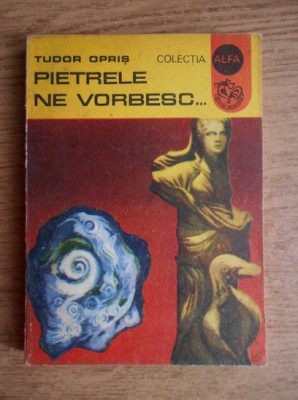 TUDOR OPRIȘ
COLECȚIA
ALFA
PIETRELE
NE VORBESC...